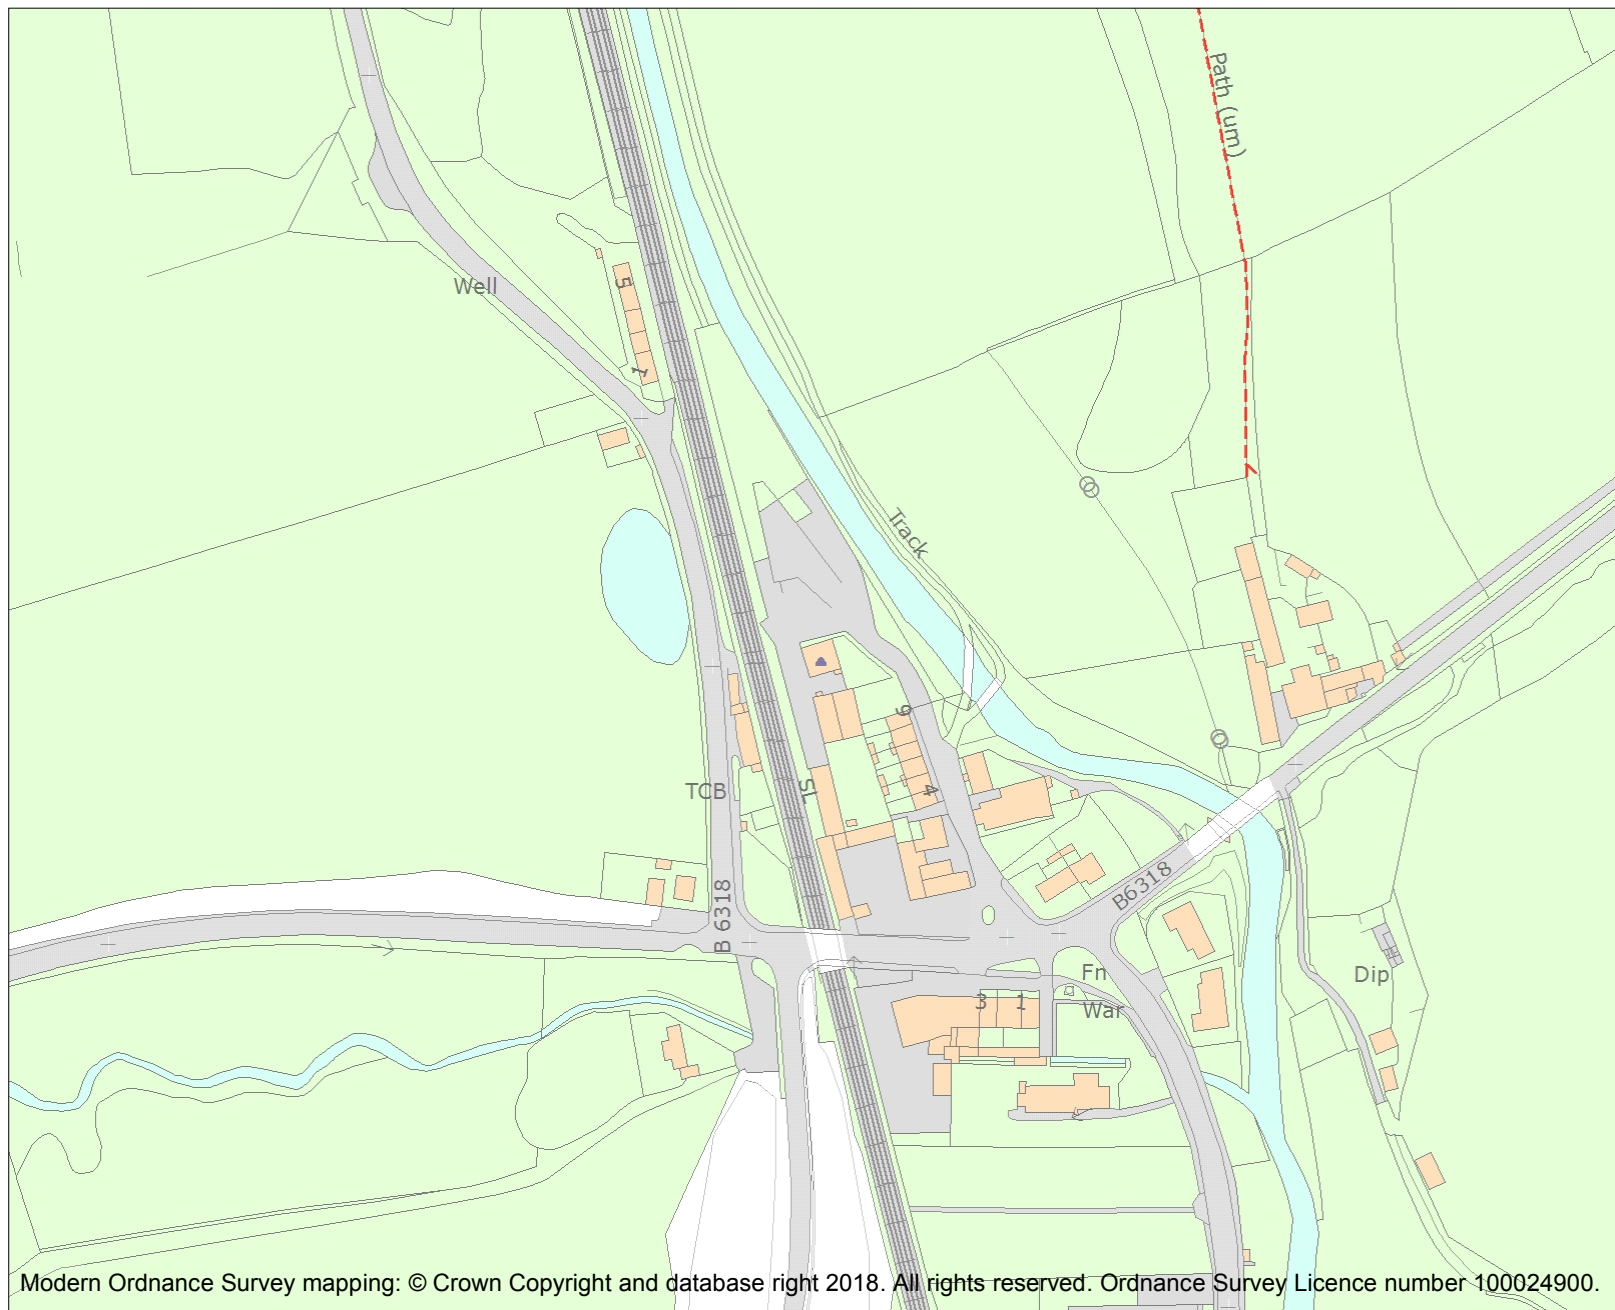 Path (um)
Well
5
1
Track
9
TCB
SL
4
B 6318
B6318
Fn
Dip
3
1
War
Modern Ordnance Survey mapping: © Crown Copyright and database right 2018. All rights reserved. Ordnance Survey Licence number 100024900.